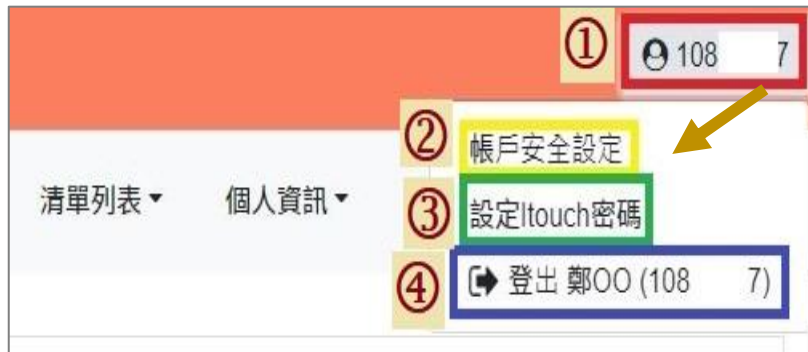 ① 108 7
② 帳戶安全設定
清單列表 個人資訊
③ 設定Itouch密碼
④ 登出 鄭OO (108 7)